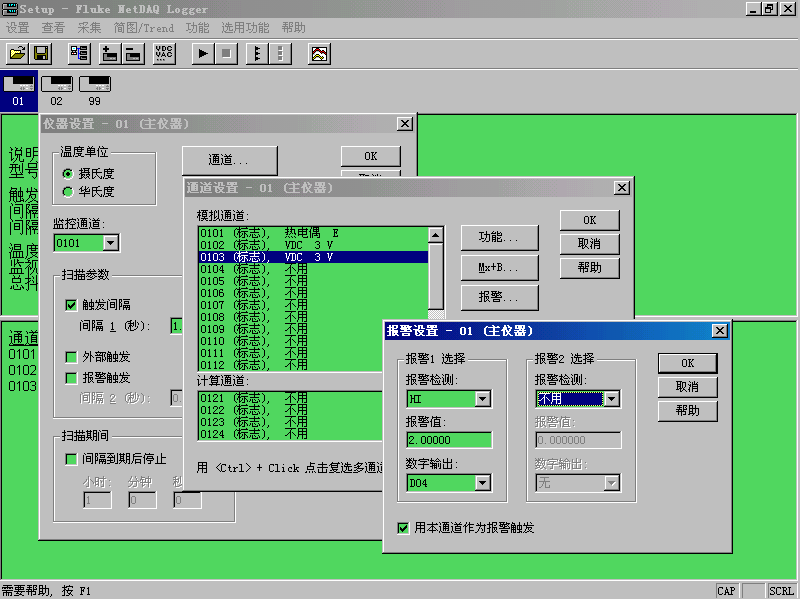 Setup - Fluke NetDAQ Logger
设置 查看 采集 简图/Trend 功能 选用功能 帮助
VDC
VAC
01 02 99
仪器设置 - 01 (主仪器)
说明
型号
触发
间隔
间隔
温度
监视
总扫
通道
0101
0102
0103
温度单位
摄氏度
华氏度
通道...
OK
监控通道:
0101
扫描参数
触发间隔
间隔 1 (秒):
1.
外部触发
报警触发
间隔 2 (秒):
0.
扫描期间
间隔到期后停止
小时: 分钟 秒
1 0 0
通道设置 - 01 (主仪器)
模拟通道:
0101 (标志), 热电偶 E
0102 (标志), VDC 3 V
0103 (标志), VDC 3 V
0104 (标志), 不用
0105 (标志), 不用
0106 (标志), 不用
0107 (标志), 不用
0108 (标志), 不用
0109 (标志), 不用
0110 (标志), 不用
0111 (标志), 不用
0112 (标志), 不用
计算通道:
0121 (标志), 不用
0122 (标志), 不用
0123 (标志), 不用
0124 (标志), 不用
用 <Ctrl> + Click 点击复选多通道
功能...
Mx+B...
报警...
OK
取消
帮助
报警设置 - 01 (主仪器)
报警1 选择
报警检测:
HI
报警值:
2.00000
数字输出:
DO4
报警2 选择
报警检测:
不用
报警值:
0.000000
数字输出:
无
OK
取消
帮助
用本通道作为报警触发
需要帮助, 按 F1
CAP SCRL